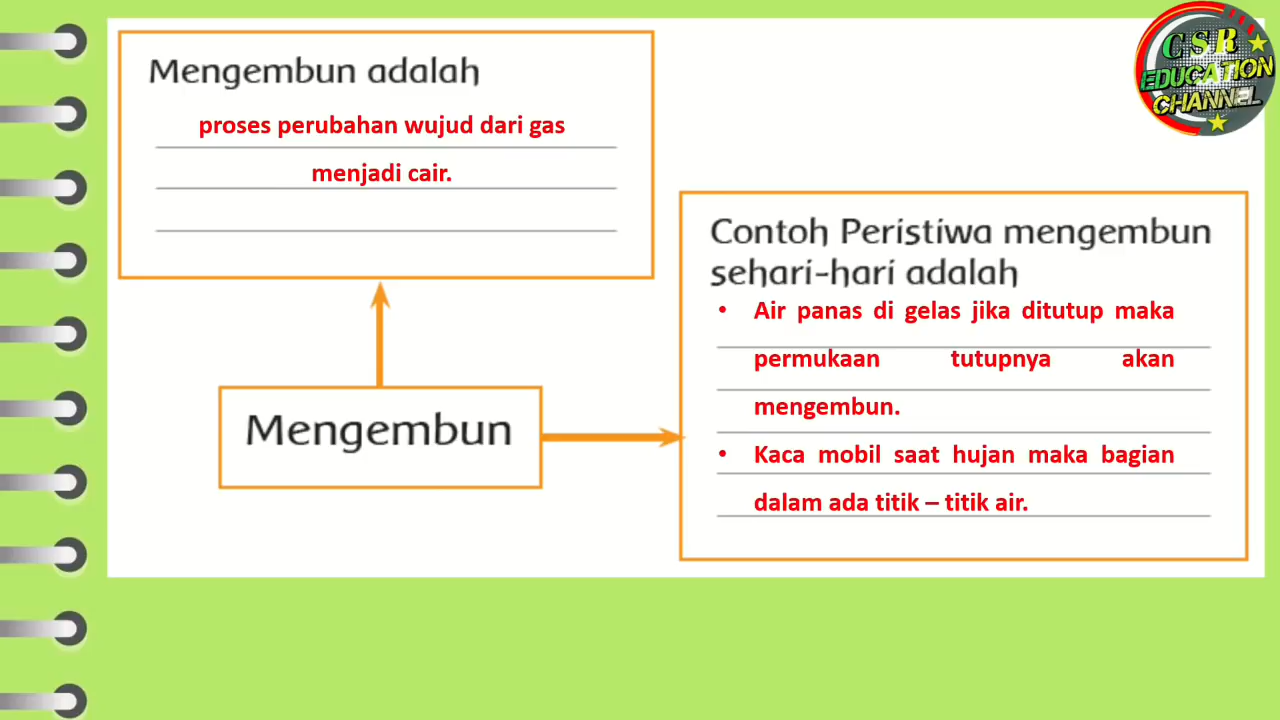 Mengembun adalah
proses perubahan wujud dari gas
menjadi cair.
Contoh Peristiwa mengembun
sehari-hari adalah
• Air panas di gelas jika ditutup maka
permukaan tutupnya akan
mengembun.
• Kaca mobil saat hujan maka bagian
dalam ada titik – titik air.
Mengembun
CSR
EDUCATION
CHANNEL